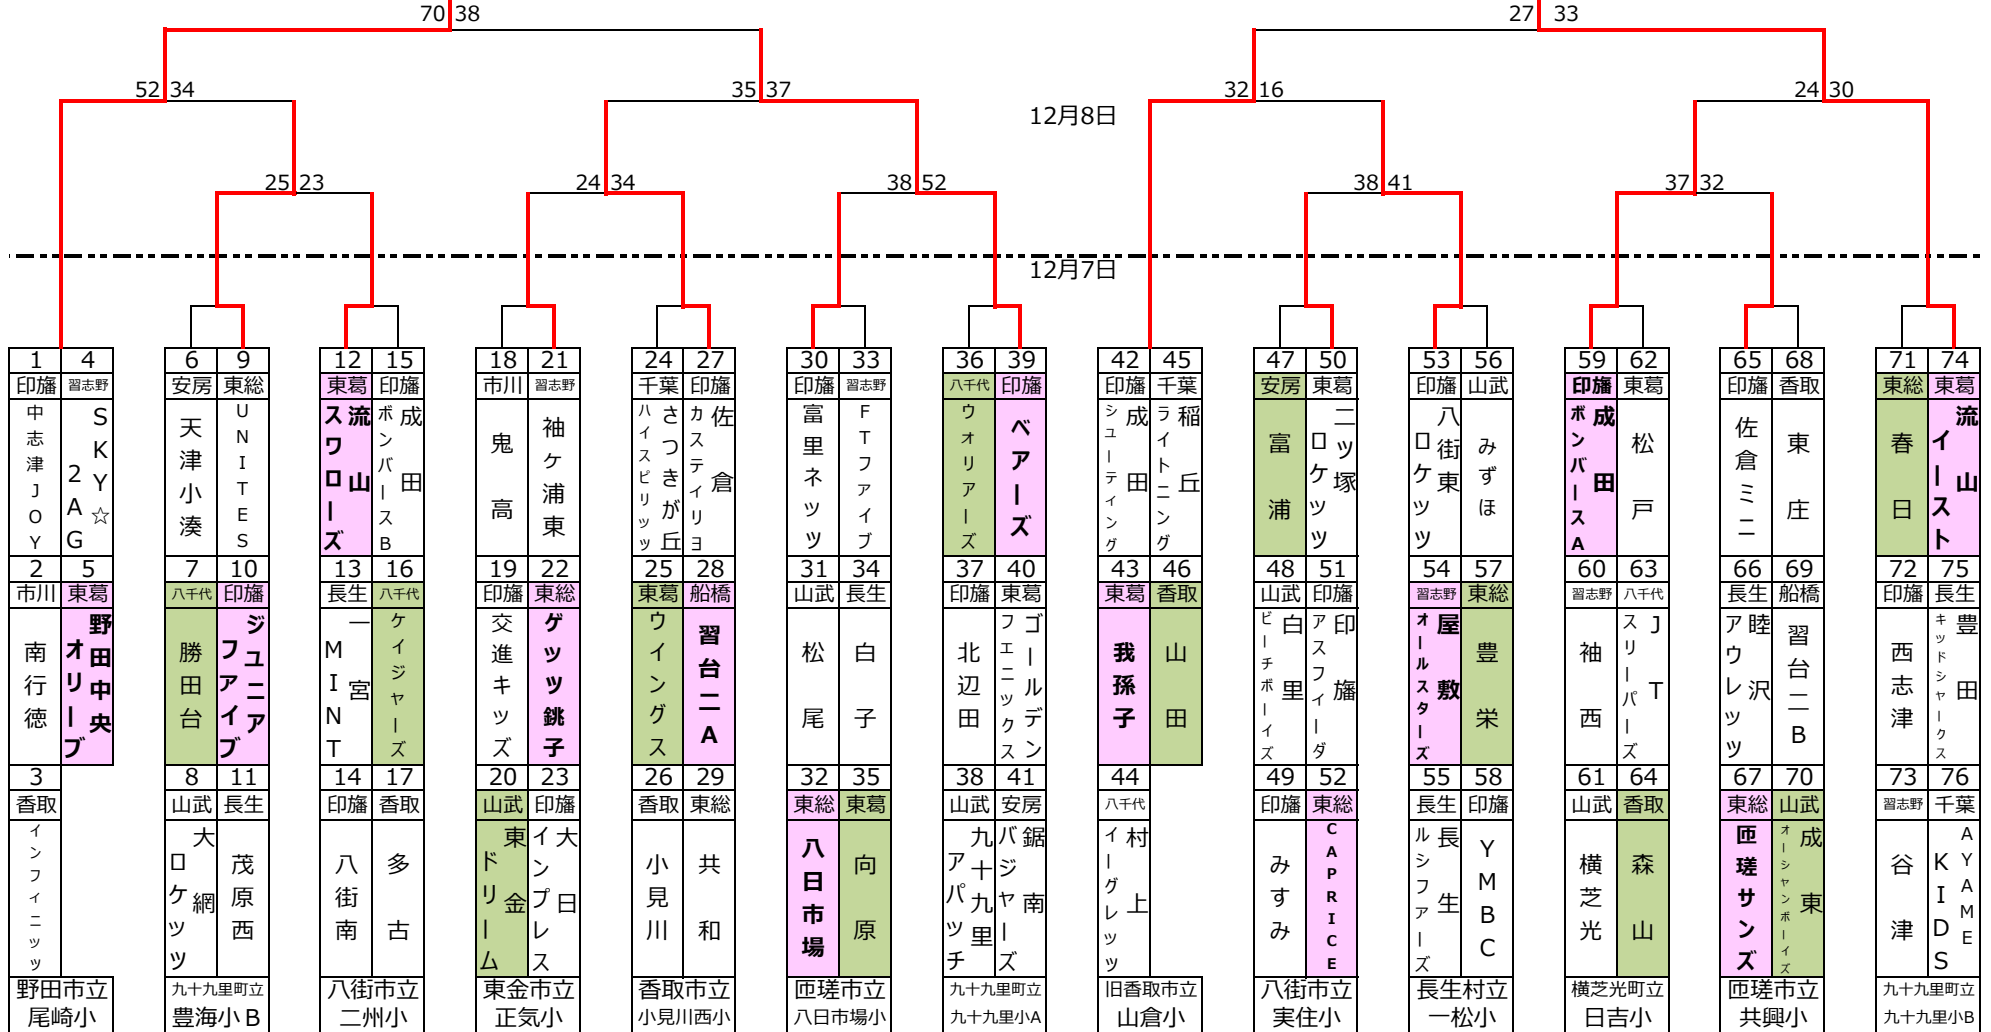 70 38
27 33
52 34
35 37
32 16
24 30
12月8日
25 23
24 34
38 52
38 41
37 32
12月7日
1 4 6 9 12 15 18 21 24 27 30 33 36 39 42 45 47 50 53 56 59 62 65 68 71 74
印旛 習志野 安房 東総 東葛 印旛 市川 習志野 千葉 印旛 印旛 習志野 八千代 印旛 印旛 千葉 安房 東葛 印旛 山武 印旛 東葛 印旛 香取 東総 東葛
中志津JOY
SKY☆
2AG
天津小湊
UNITES
流山
スワローズ
成田
ボンバースB
鬼高
袖ケ浦東
さつきが丘
ハイスピリッツ
佐倉
カスティリヨ
富里ネッツ
FTファイブ
ウォリアーズ
ベアーズ
成田
シューティング
稲丘
ライトニング
富浦
二ツ塚
ロケッツ
八街東
ロケッツ
みずほ
成田
ボンバースA
松戸
佐倉ミニ
東庄
春日
流山
イースト
2 5 7 10 13 16 19 22 25 28 31 34 37 40 43 46 48 51 54 57 60 63 66 69 72 75
市川 東葛 八千代 印旛 長生 八千代 印旛 東総 東葛 船橋 山武 長生 印旛 東葛 東葛 香取 山武 印旛 習志野 東総 習志野 八千代 長生 船橋 印旛 長生
南行徳
野田中央
オリーブ
勝田台
ジュニア
ファイブ
一宮
MINT
ケイジャーズ
交進キッズ
ゲッツ銚子
ウイングス
習台二A
松尾
白子
北辺田
ゴールデン
フェニックス
我孫子
山田
白里
ビーチボーイズ
印旛
アスフィーダ
屋敷
オールスターズ
豊栄
袖西
JT
スリーパーズ
睦沢
アウレッツ
習台二B
西志津
豊田
キッドシャークス
3 8 11 14 17 20 23 26 29 32 35 38 41 44 49 52 55 58 61 64 67 70 73 76
香取 山武 長生 印旛 香取 山武 印旛 香取 東総 東総 東葛 山武 安房 八千代 印旛 東総 長生 印旛 山武 香取 東総 山武 習志野 千葉
インフィニッツ
大網
ロケッツ
茂原西
八街南
多古
東金
ドリーム
大日
インプレス
小見川
共和
八日市場
向原
九十九里
アパッチ
鋸南
バジャーズ
村上
イーグレッツ
みすみ
CAPRICE
長生
ルシファーズ
YMBC
横芝光
森山
匝瑳サンズ
成東
オーシャンボーイズ
谷津
AYAME
KIDS
野田市立 九十九里町立 八街市立 東金市立 香取市立 匝瑳市立 九十九里町立 旧香取市立 八街市立 長生村立 横芝光町立 匝瑳市立 九十九里町立
尾崎小 豊海小B 二州小 正気小 小見川西小 八日市場小 九十九里小A 山倉小 実住小 一松小 日吉小 共興小 九十九里小B